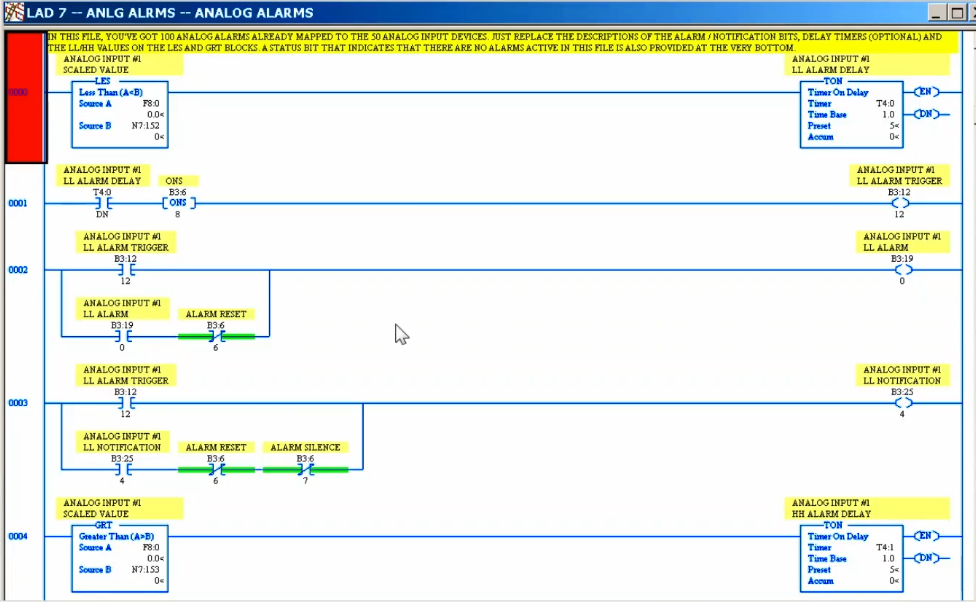 LAD 7 -- ANLG ALRMS -- ANALOG ALARMS
IN THIS FILE, YOU'VE GOT 100 ANALOG ALARMS ALREADY MAPPED TO THE 50 ANALOG INPUT DEVICES. JUST REPLACE THE DESCRIPTIONS OF THE ALARM / NOTIFICATION BITS, DELAY TIMERS (OPTIONAL) AND
THE LL/HH VALUES ON THE LES AND GRT BLOCKS. A STATUS BIT THAT INDICATES THAT THERE ARE NO ALARMS ACTIVE IN THIS FILE IS ALSO PROVIDED AT THE VERY BOTTOM.
ANALOG INPUT #1 ANALOG INPUT #1
SCALED VALUE LL ALARM DELAY
LES TON
0000 Less Than (A<B) Timer On Delay EN
Source A F8:0 Timer T4:0
0.0< Time Base 1.0 DN
Source B N7:152 Preset 5<
0< Accum 0<
ANALOG INPUT #1 ANALOG INPUT #1
LL ALARM DELAY ONS LL ALARM TRIGGER
T4:0 B3:6 B3:12
0001 ONS
DN 8 12
ANALOG INPUT #1 ANALOG INPUT #1
LL ALARM TRIGGER LL ALARM
B3:12 B3:19
0002
12 0
ANALOG INPUT #1
LL ALARM ALARM RESET
B3:19 B3:6
0 6
ANALOG INPUT #1 ANALOG INPUT #1
LL ALARM TRIGGER LL NOTIFICATION
B3:12 B3:25
0003
12 4
ANALOG INPUT #1
LL NOTIFICATION ALARM RESET ALARM SILENCE
B3:25 B3:6 B3:6
4 6 7
ANALOG INPUT #1 ANALOG INPUT #1
SCALED VALUE HH ALARM DELAY
GRT TON
0004 Greater Than (A>B) Timer On Delay EN
Source A F8:0 Timer T4:1
0.0< Time Base 1.0 DN
Source B N7:153 Preset 5<
0< Accum 0<